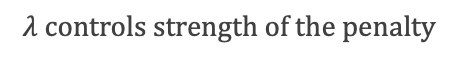 λ controls strength of the penalty